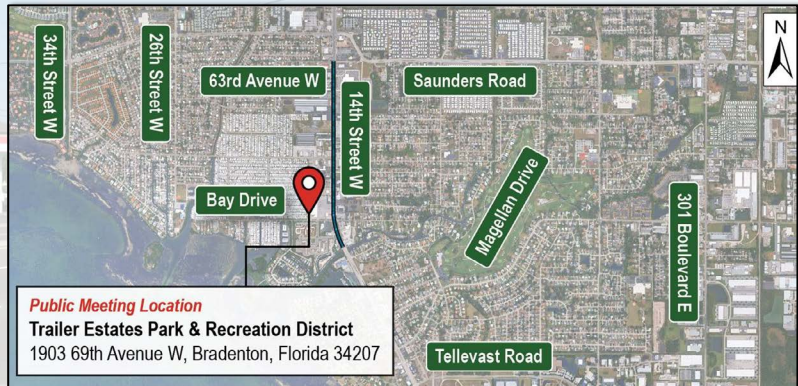 34th Street W
26th Street W
63rd Avenue W
14th Street W
Saunders Road
N
Bay Drive
Magellan Drive
301 Boulevard E
Public Meeting Location
Trailer Estates Park & Recreation District
1903 69th Avenue W, Bradenton, Florida 34207
Tellevast Road